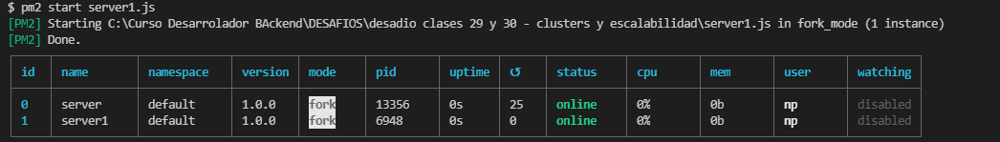 $ pm2 start server1.js
[PM2] Starting C:\Curso Desarrolador BAckend\DESAFIOS\desadio clases 29 y 30 - clusters y escalabilidad\server1.js in fork_mode (1 instance)
[PM2] Done.
id name namespace version mode pid uptime ↺ status cpu mem user watching
0 server default 1.0.0 fork 13356 0s 25 online 0% 0b np disabled
1 server1 default 1.0.0 fork 6948 0s 0 online 0% 0b np disabled